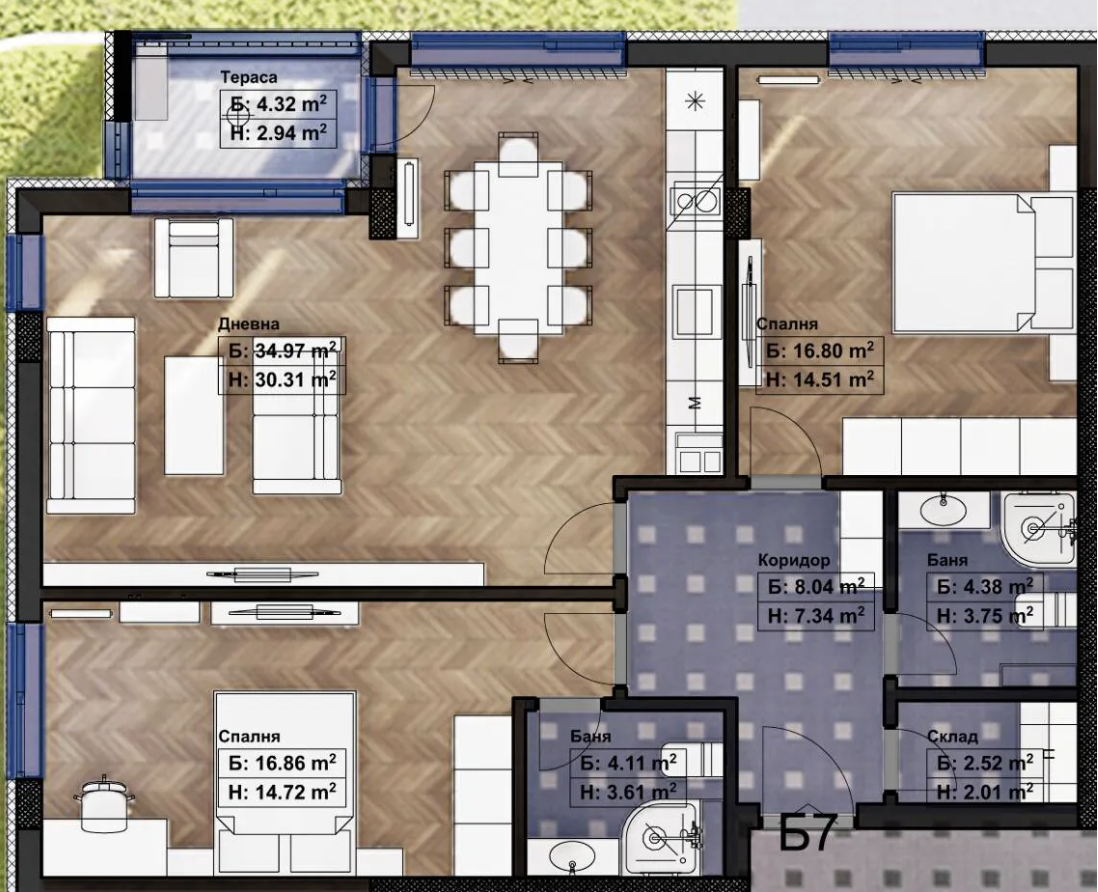 Тераса
Б: 4.32 m²
Н: 2.94 m²
Дневна
Б: 34.97 m²
Н: 30.31 m²
Спалня
Б: 16.80 m²
Н: 14.51 m²
M
Коридор
Б: 8.04 m²
Н: 7.34 m²
Баня
Б: 4.38 m²
Н: 3.75 m²
Спалня
Б: 16.86 m²
Н: 14.72 m²
Баня
Б: 4.11 m²
Н: 3.61 m²
Склад
Б: 2.52 m²
Н: 2.01 m²
Б7